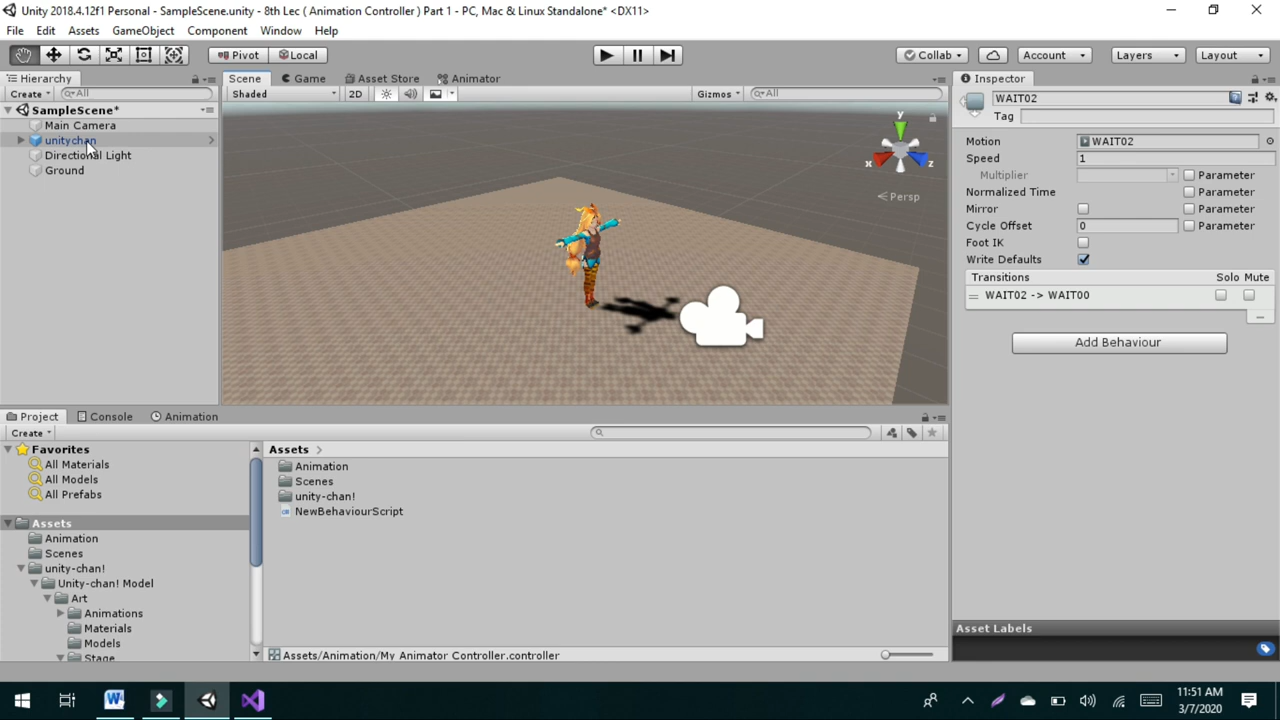 Unity 2018.4.12f1 Personal - SampleScene.unity - 8th Lec ( Animation Controller ) Part 1 - PC, Mac & Linux Standalone* <DX11>
File Edit Assets GameObject Component Window Help
Pivot Local Collab Account Layers Layout
Hierarchy Scene Game Asset Store Animator Inspector
Create All Shaded 2D Gizmos All WAIT02
SampleScene*
Tag
Main Camera
unitychan
Directional Light
Ground
y
x
z
Persp
Motion WAIT02
Speed 1
Multiplier Parameter
Normalized Time Parameter
Mirror Parameter
Cycle Offset 0 Parameter
Foot IK
Write Defaults
Transitions Solo Mute
WAIT02 -> WAIT00
Add Behaviour
Project Console Animation
Create
Favorites
All Materials
All Models
All Prefabs
Assets
Animation
Scenes
unity-chan!
Unity-chan! Model
Art
Animations
Materials
Models
Stage
Assets
Animation
Scenes
unity-chan!
NewBehaviourScript
Assets/Animation/My Animator Controller.controller
Asset Labels
11:51 AM
3/7/2020